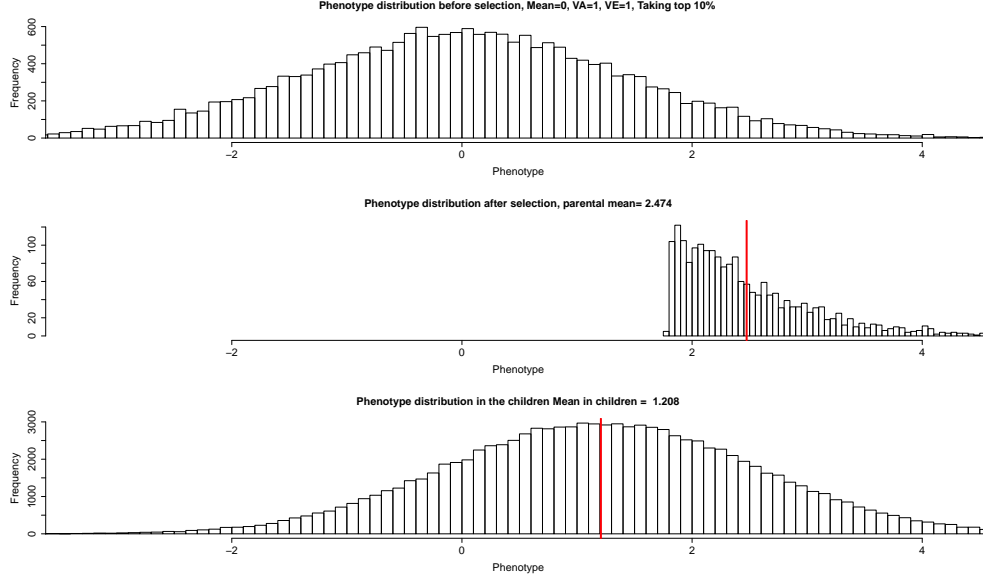 Phenotype distribution before selection, Mean=0, VA=1, VE=1, Taking top 10%
Frequency
0
200
400
600
−2
0
2
4
Phenotype
Phenotype distribution after selection, parental mean= 2.474
Frequency
0
20
60
100
−2
0
2
4
Phenotype
Phenotype distribution in the children Mean in children = 1.208
Frequency
0
1000
2000
3000
−2
0
2
4
Phenotype